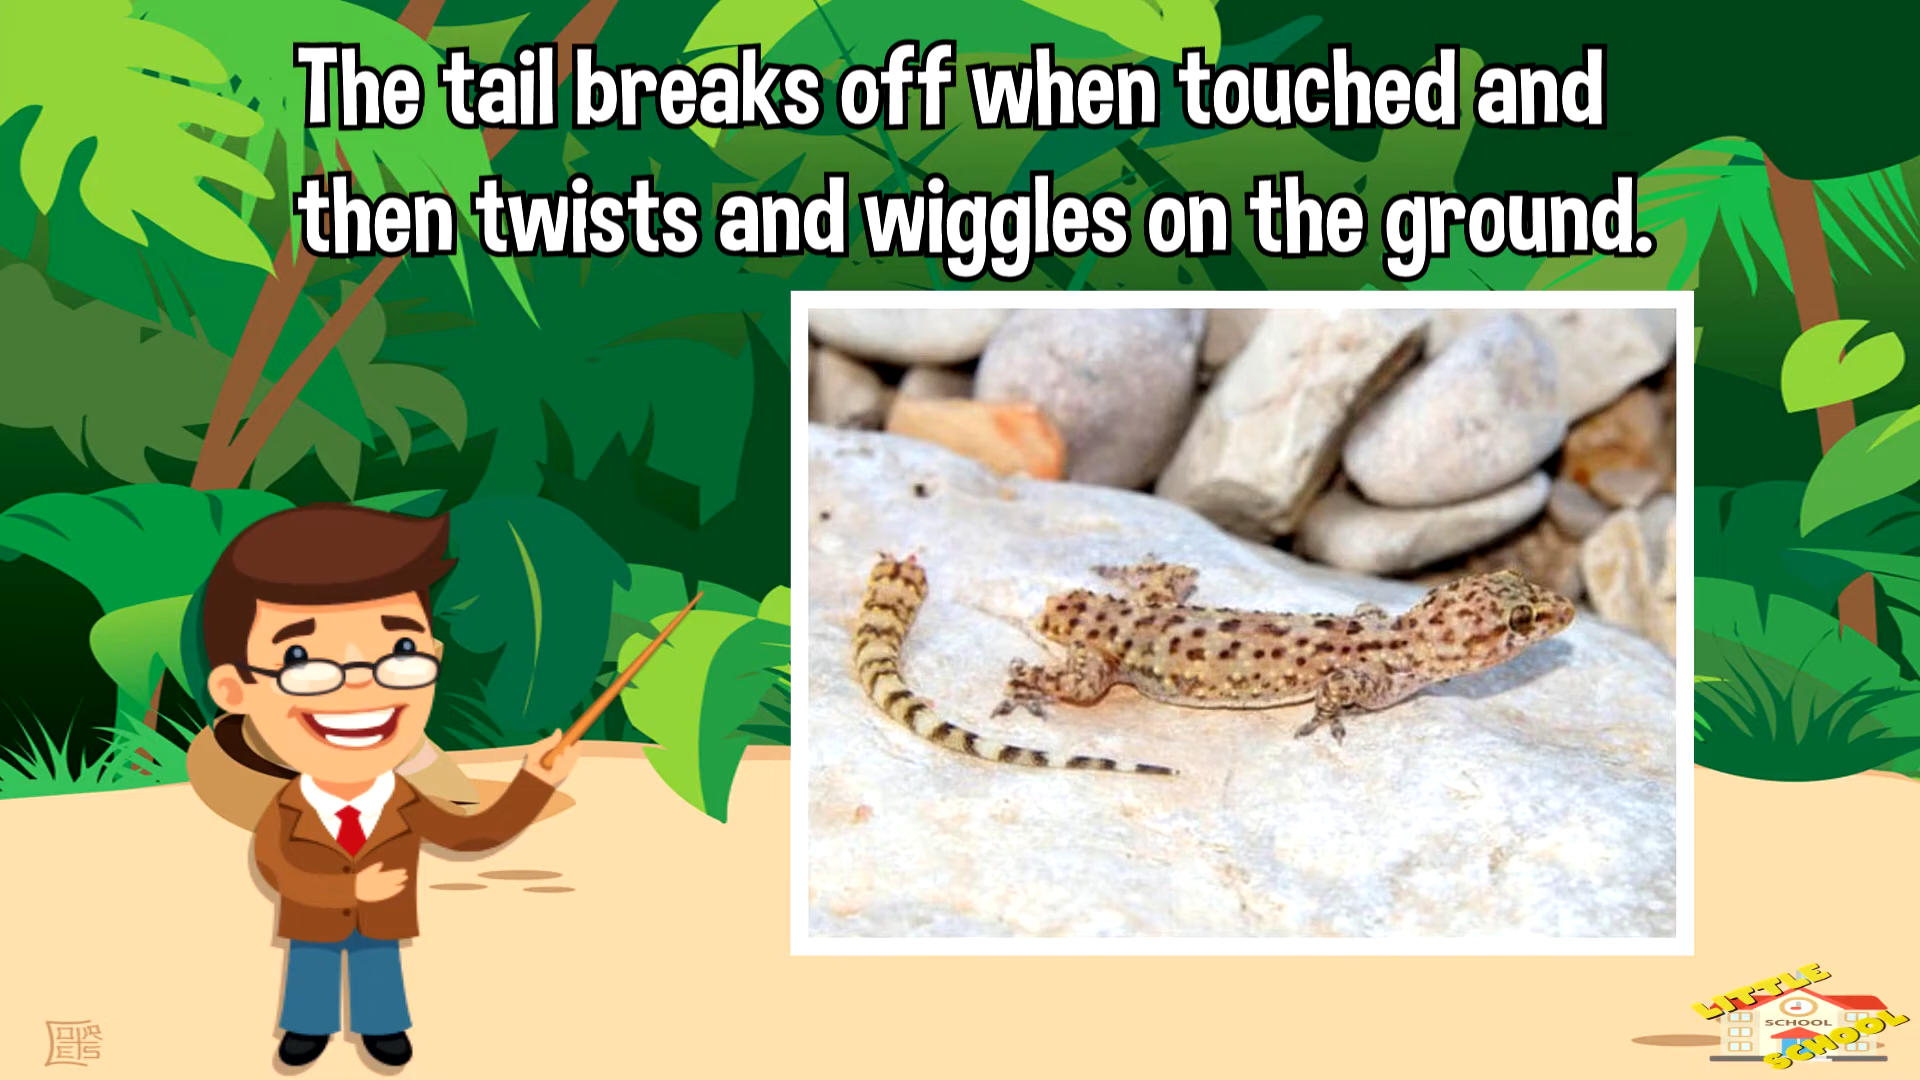 The tail breaks off when touched and
then twists and wiggles on the ground.
LITTLE
SCHOOL
SCHOOL